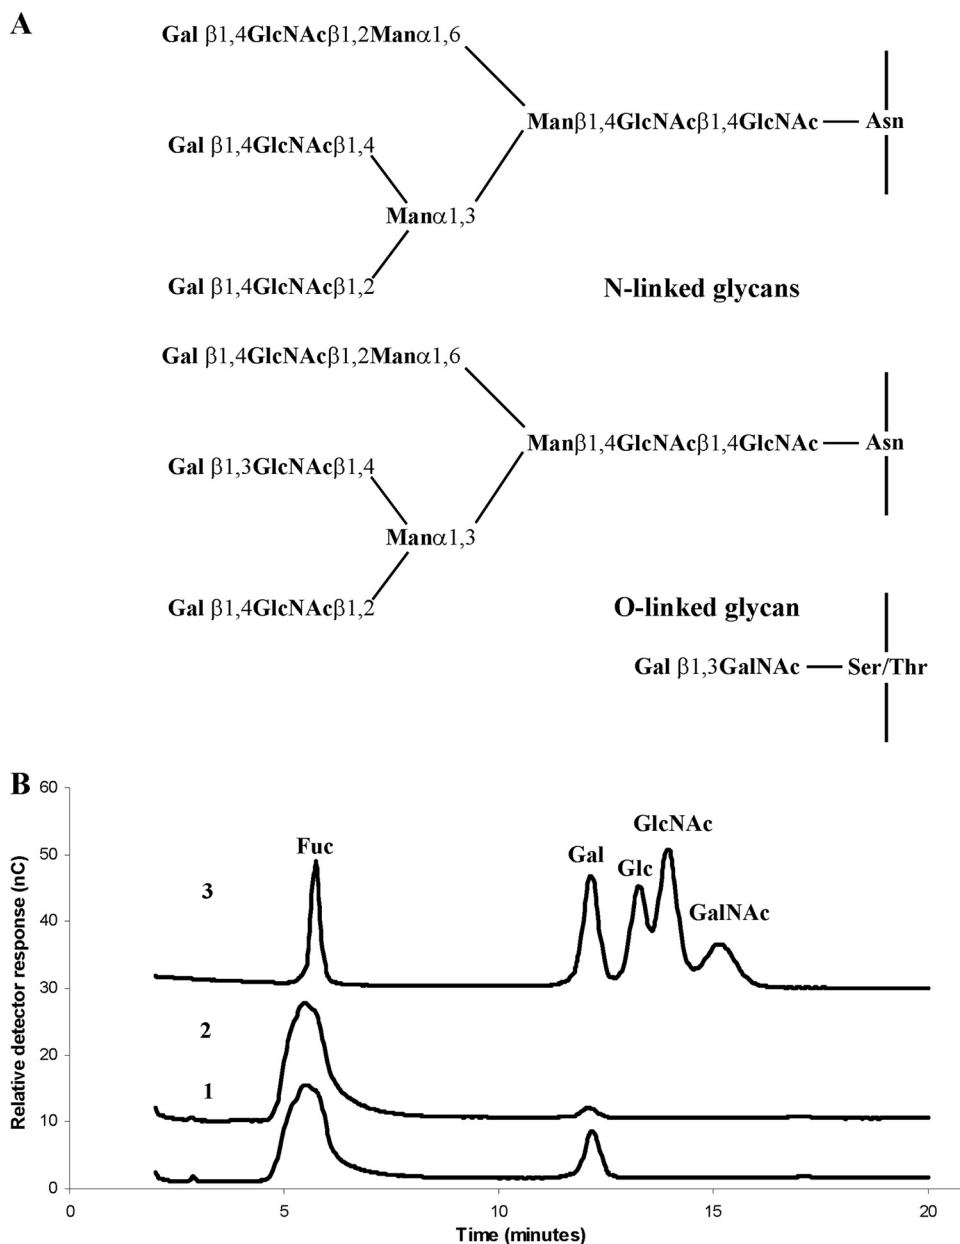 A
Gal β1,4GlcNAcβ1,2Manα1,6
Manβ1,4GlcNAcβ1,4GlcNAc
Asn
Gal β1,4GlcNAcβ1,4
Manα1,3
Gal β1,4GlcNAcβ1,2
N-linked glycans
Gal β1,4GlcNAcβ1,2Manα1,6
Manβ1,4GlcNAcβ1,4GlcNAc
Asn
Gal β1,3GlcNAcβ1,4
Manα1,3
Gal β1,4GlcNAcβ1,2
O-linked glycan
Gal β1,3GalNAc
Ser/Thr
B
Relative detector response (nC)
60
50
40
30
20
10
0
Fuc
Gal
Glc
GlcNAc
GalNAc
3
2
1
0
5
10
15
20
Time (minutes)